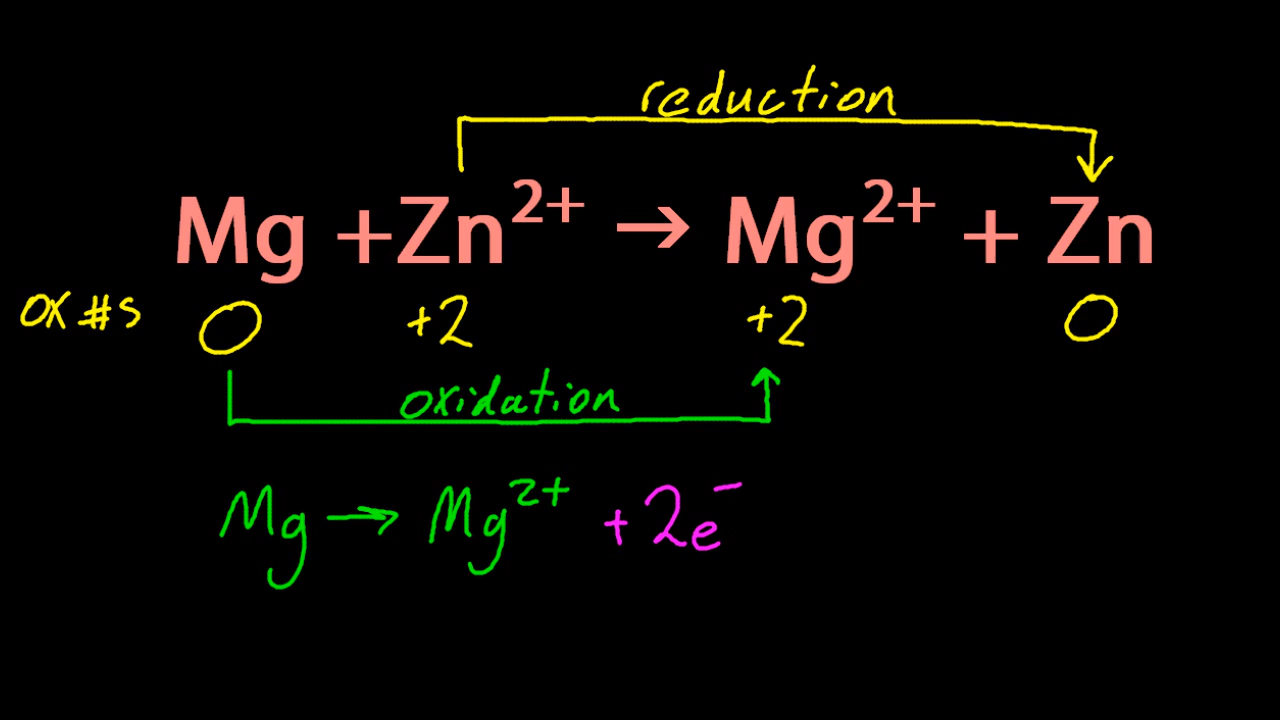 reduction
Mg +Zn²⁺ → Mg²⁺ + Zn
ox #s 0 +2 +2 0
oxidation
Mg → Mg²⁺ + 2e⁻